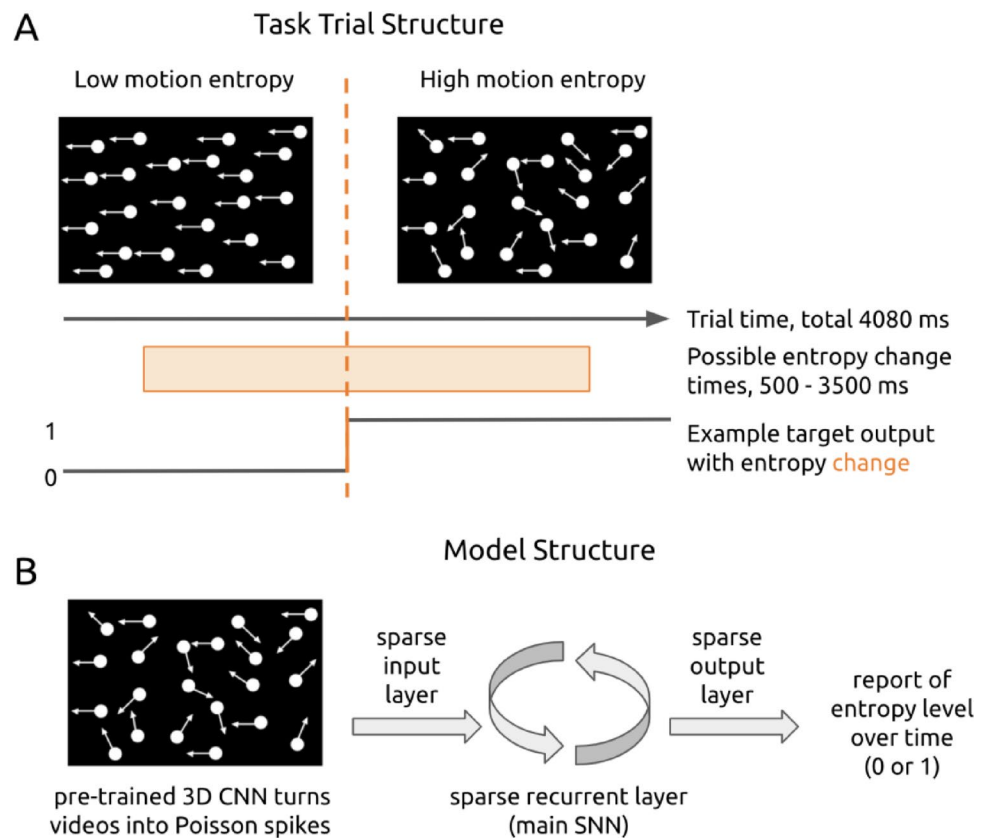 A
Task Trial Structure
Low motion entropy
High motion entropy
Trial time, total 4080 ms
Possible entropy change
times, 500 - 3500 ms
1
0
Example target output
with entropy change
B
Model Structure
sparse
input
layer
sparse
output
layer
report of
entropy level
over time
(0 or 1)
pre-trained 3D CNN turns
videos into Poisson spikes
sparse recurrent layer
(main SNN)